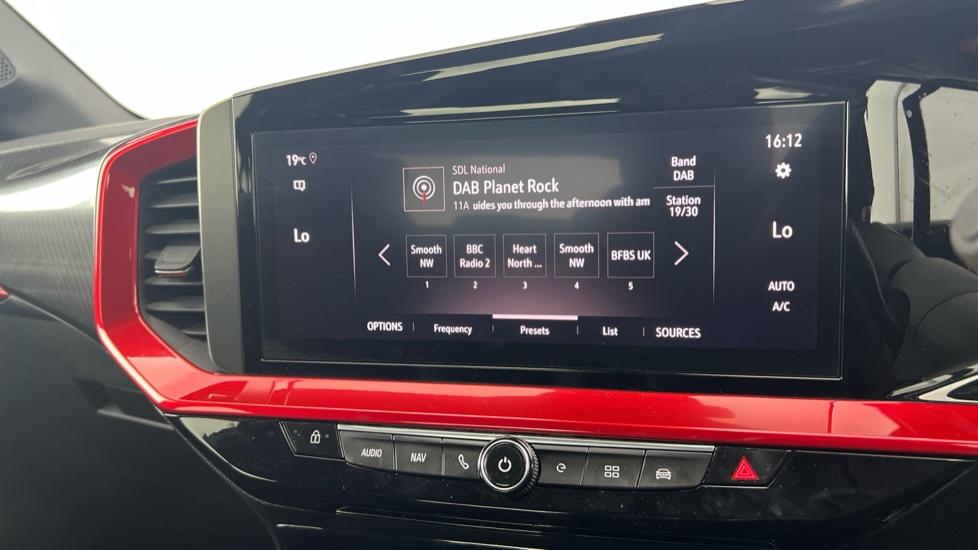 19°C
16:12
SDL National
DAB Planet Rock
11A uides you through the afternoon with am
Band
DAB
Station
19/30
Lo
Lo
Smooth
NW
BBC
Radio 2
Heart
North ...
Smooth
NW
BFBS UK
1
2
3
4
5
AUTO
A/C
OPTIONS
Frequency
Presets
List
SOURCES
AUDIO
NAV